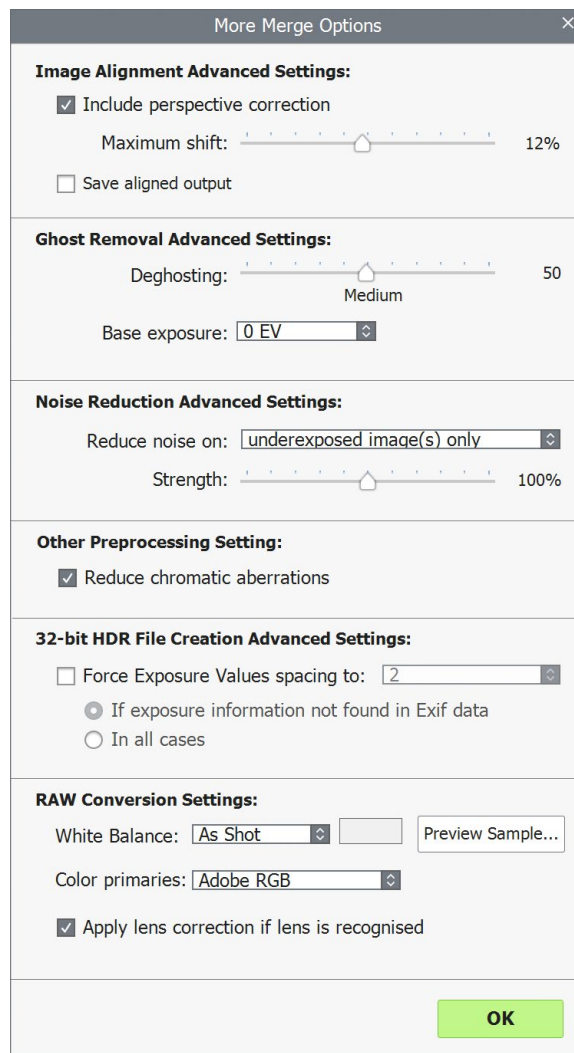 More Merge Options
Image Alignment Advanced Settings:
Include perspective correction
Maximum shift: 12%
Save aligned output
Ghost Removal Advanced Settings:
Deghosting: 50
Medium
Base exposure: 0 EV
Noise Reduction Advanced Settings:
Reduce noise on: underexposed image(s) only
Strength: 100%
Other Preprocessing Setting:
Reduce chromatic aberrations
32-bit HDR File Creation Advanced Settings:
Force Exposure Values spacing to: 2
If exposure information not found in Exif data
In all cases
RAW Conversion Settings:
White Balance: As Shot Preview Sample...
Color primaries: Adobe RGB
Apply lens correction if lens is recognised
OK